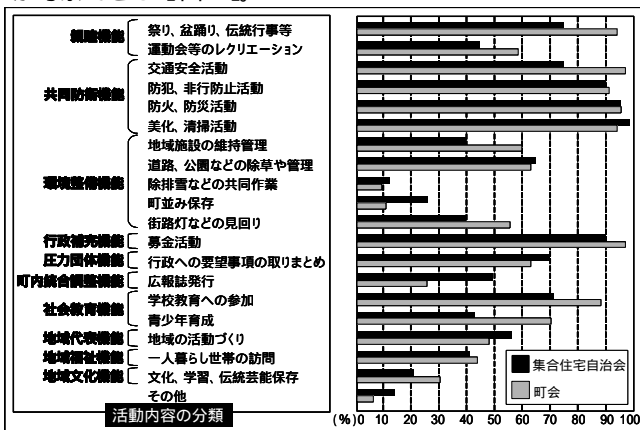 親睦機能
祭り、盆踊り、伝統行事等
運動会等のレクリエーション
共同防衛機能
交通安全活動
防犯、非行防止活動
防火、防災活動
美化、清掃活動
環境整備機能
地域施設の維持管理
道路、公園などの除草や管理
除排雪などの共同作業
町並み保存
街路灯などの見回り
行政補完機能
募金活動
圧力団体機能
行政への要望事項の取りまとめ
町内統合調整機能
広報誌発行
社会教育機能
学校教育への参加
青少年育成
地域代表機能
地域の活動づくり
地域福祉機能
一人暮らし世帯の訪問
地域文化機能
文化、学習、伝統芸能保存
その他
活動内容の分類
集合住宅自治会
町会
(%) 0 10 20 30 40 50 60 70 80 90 100